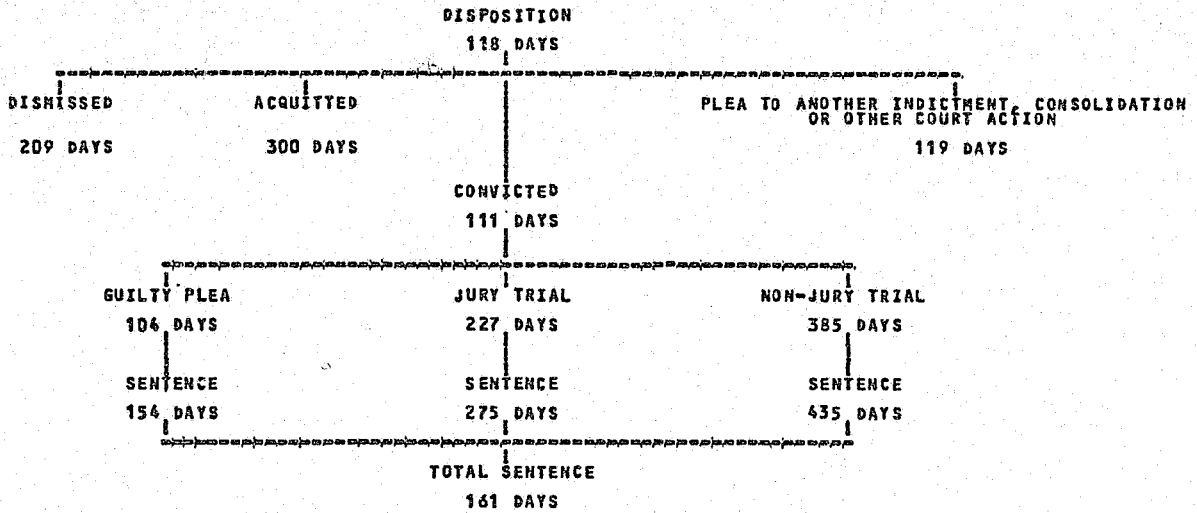 DISPOSITION
118 DAYS
DISMISSED ACQUITTED PLEA TO ANOTHER INDICTMENT, CONSOLIDATION
OR OTHER COURT ACTION
209 DAYS 300 DAYS 119 DAYS
CONVICTED
111 DAYS
GUILTY PLEA JURY TRIAL NON-JURY TRIAL
104 DAYS 227 DAYS 385 DAYS
SENTENCE SENTENCE SENTENCE
154 DAYS 275 DAYS 435 DAYS
TOTAL SENTENCE
161 DAYS